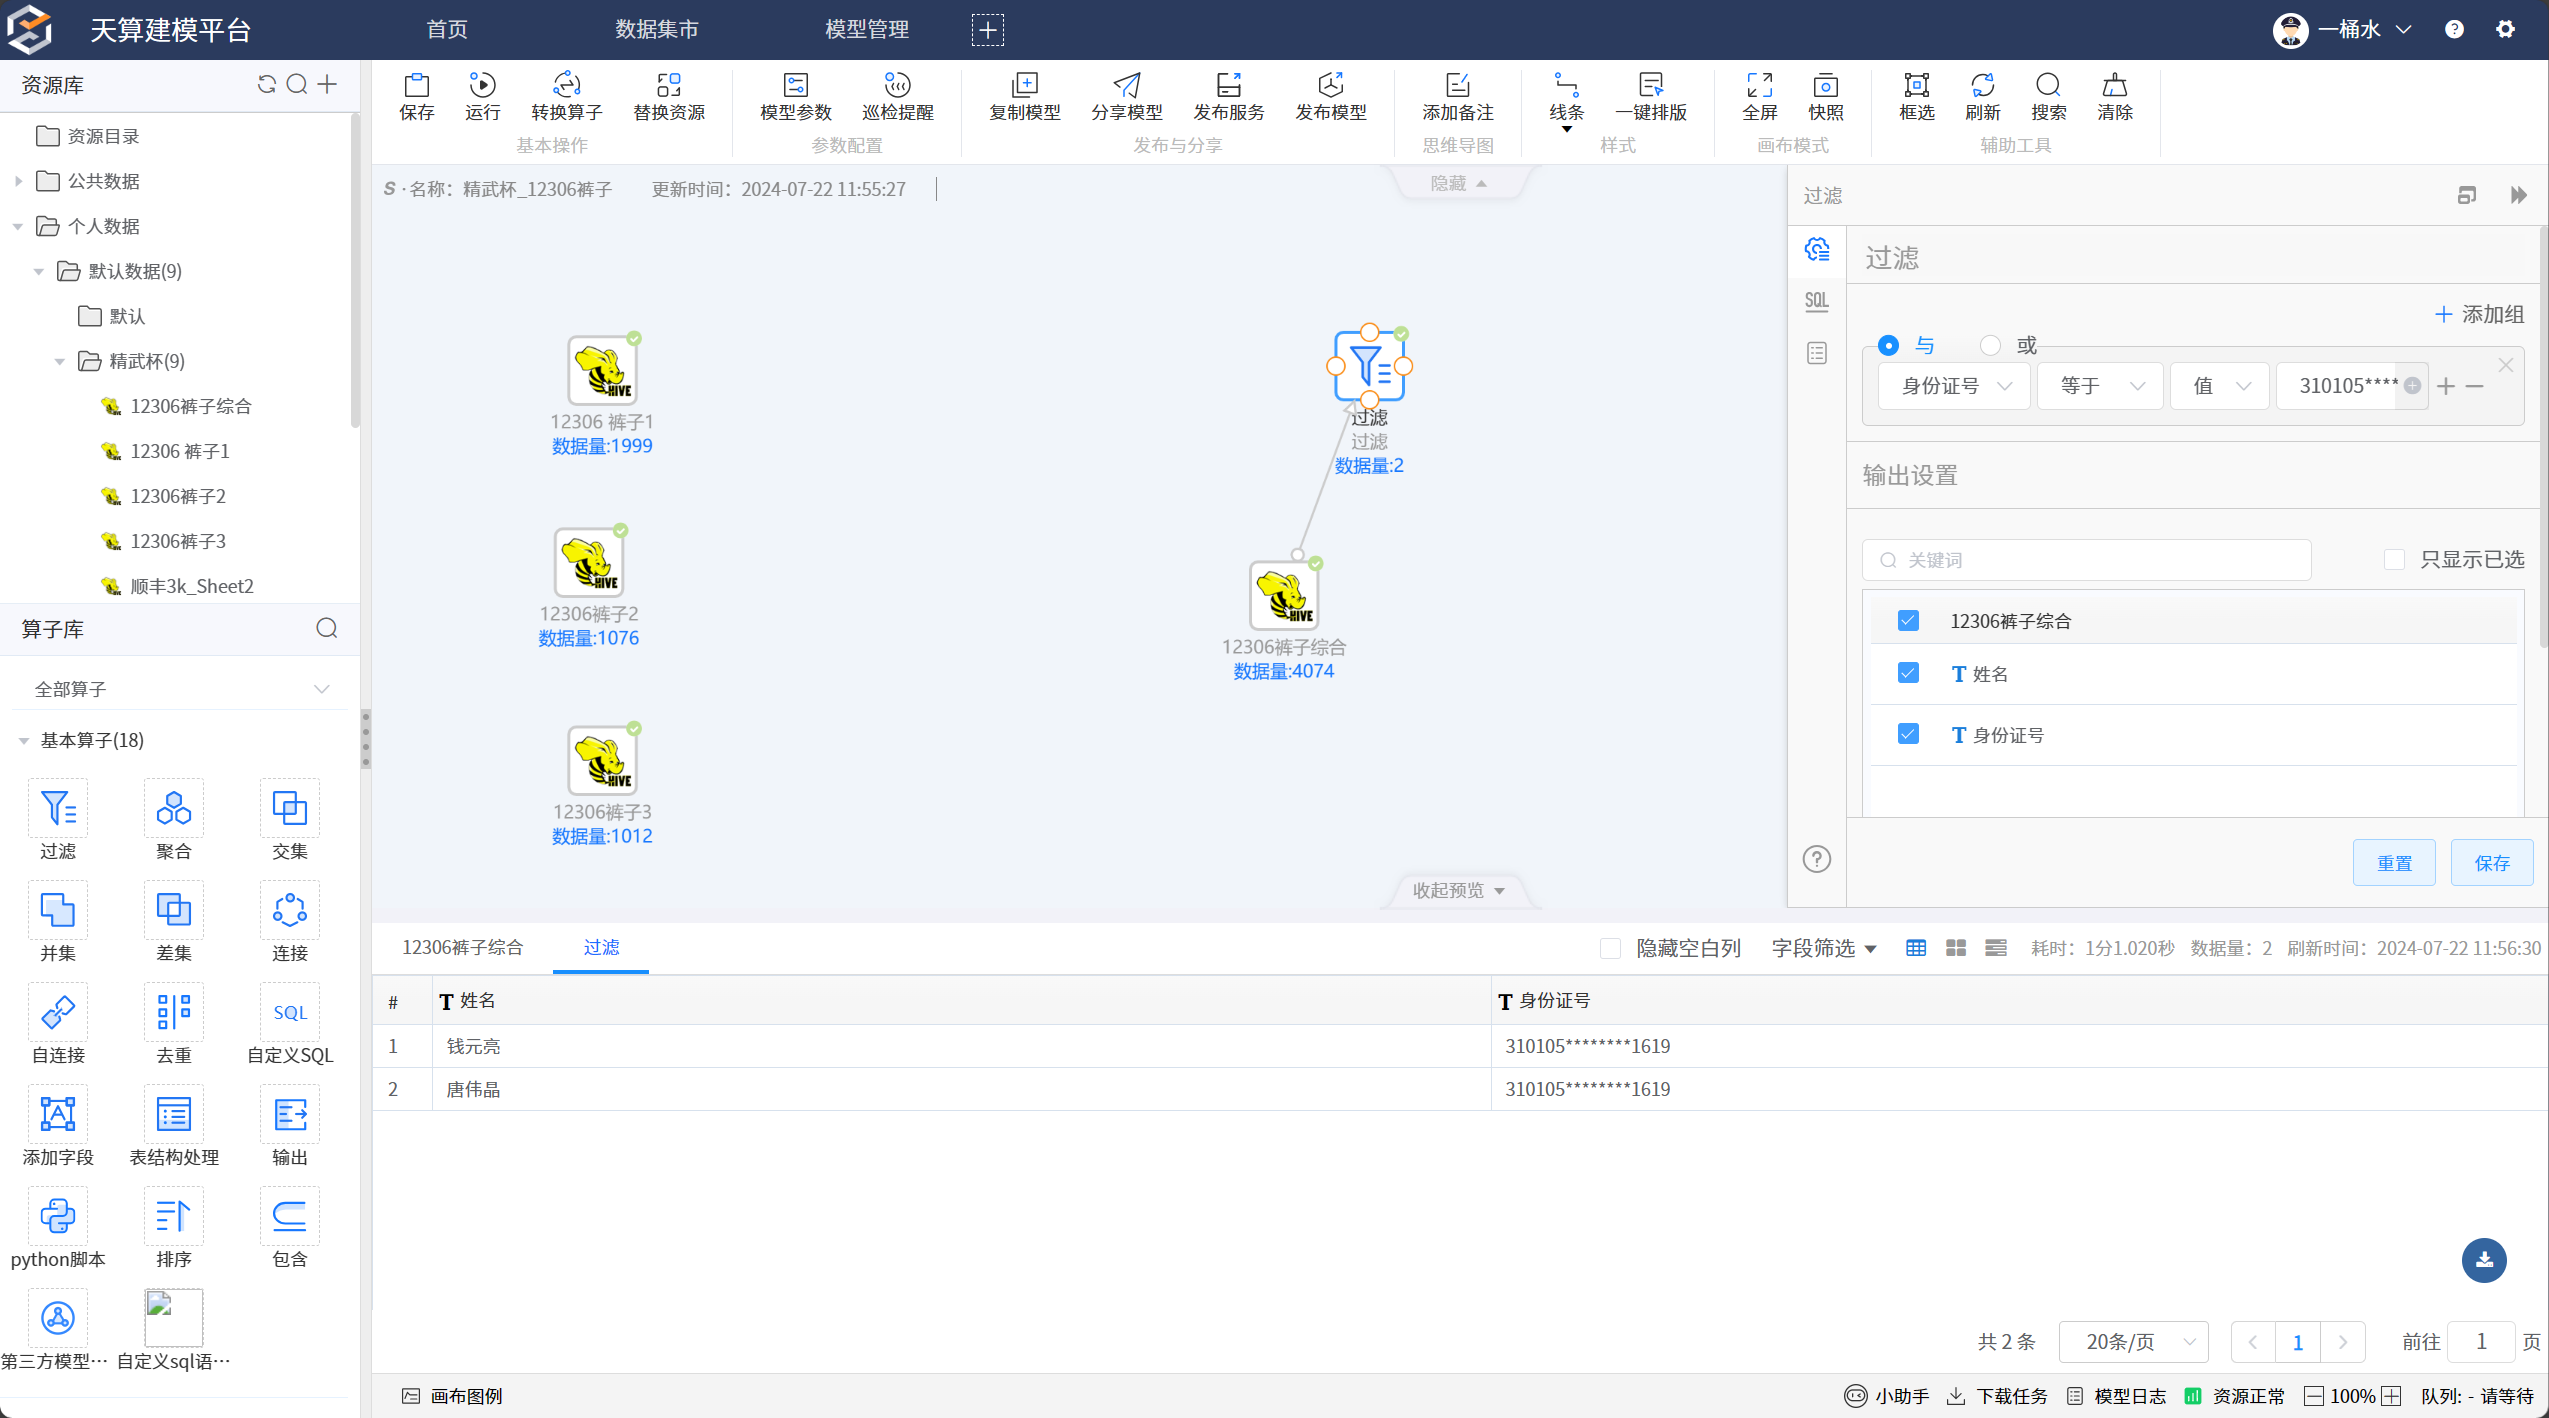 天算建模平台 首页 数据集市 模型管理 一桶水
资源库
资源目录
公共数据
个人数据
默认数据(9)
默认
精武杯(9)
12306裤子综合
12306 裤子1
12306裤子2
12306裤子3
顺丰3k_Sheet2
算子库
全部算子
基本算子(18)
过滤 聚合 交集
并集 差集 连接
SQL
自连接 去重 自定义SQL
添加字段 表结构处理 输出
python脚本 排序 包含
第三方模型… 自定义sql语…
保存 运行 转换算子 替换资源 模型参数 巡检提醒 复制模型 分享模型 发布服务 发布模型 添加备注 线条 一键排版 全屏 快照 框选 刷新 搜索 清除
基本操作 参数配置 发布与分享 思维导图 样式 画布模式 辅助工具
S · 名称：精武杯_12306裤子 更新时间：2024-07-22 11:55:27
隐藏
HIVE
12306 裤子1
数据量:1999
HIVE
12306裤子2
数据量:1076
HIVE
12306裤子3
数据量:1012
过滤
过滤
数据量:2
HIVE
12306裤子综合
数据量:4074
收起预览
过滤
SQL
过滤
添加组
与 或
身份证号 等于 值 310105****
输出设置
关键词 只显示已选
12306裤子综合
T 姓名
T 身份证号
重置 保存
12306裤子综合 过滤 隐藏空白列 字段筛选 耗时：1分1.020秒 数据量：2 刷新时间：2024-07-22 11:56:30
# T 姓名 T 身份证号
1 钱元亮 310105********1619
2 唐伟晶 310105********1619
共 2 条 20条/页 1 前往 1 页
画布图例 小助手 下载任务 模型日志 资源正常 100% 队列: - 请等待